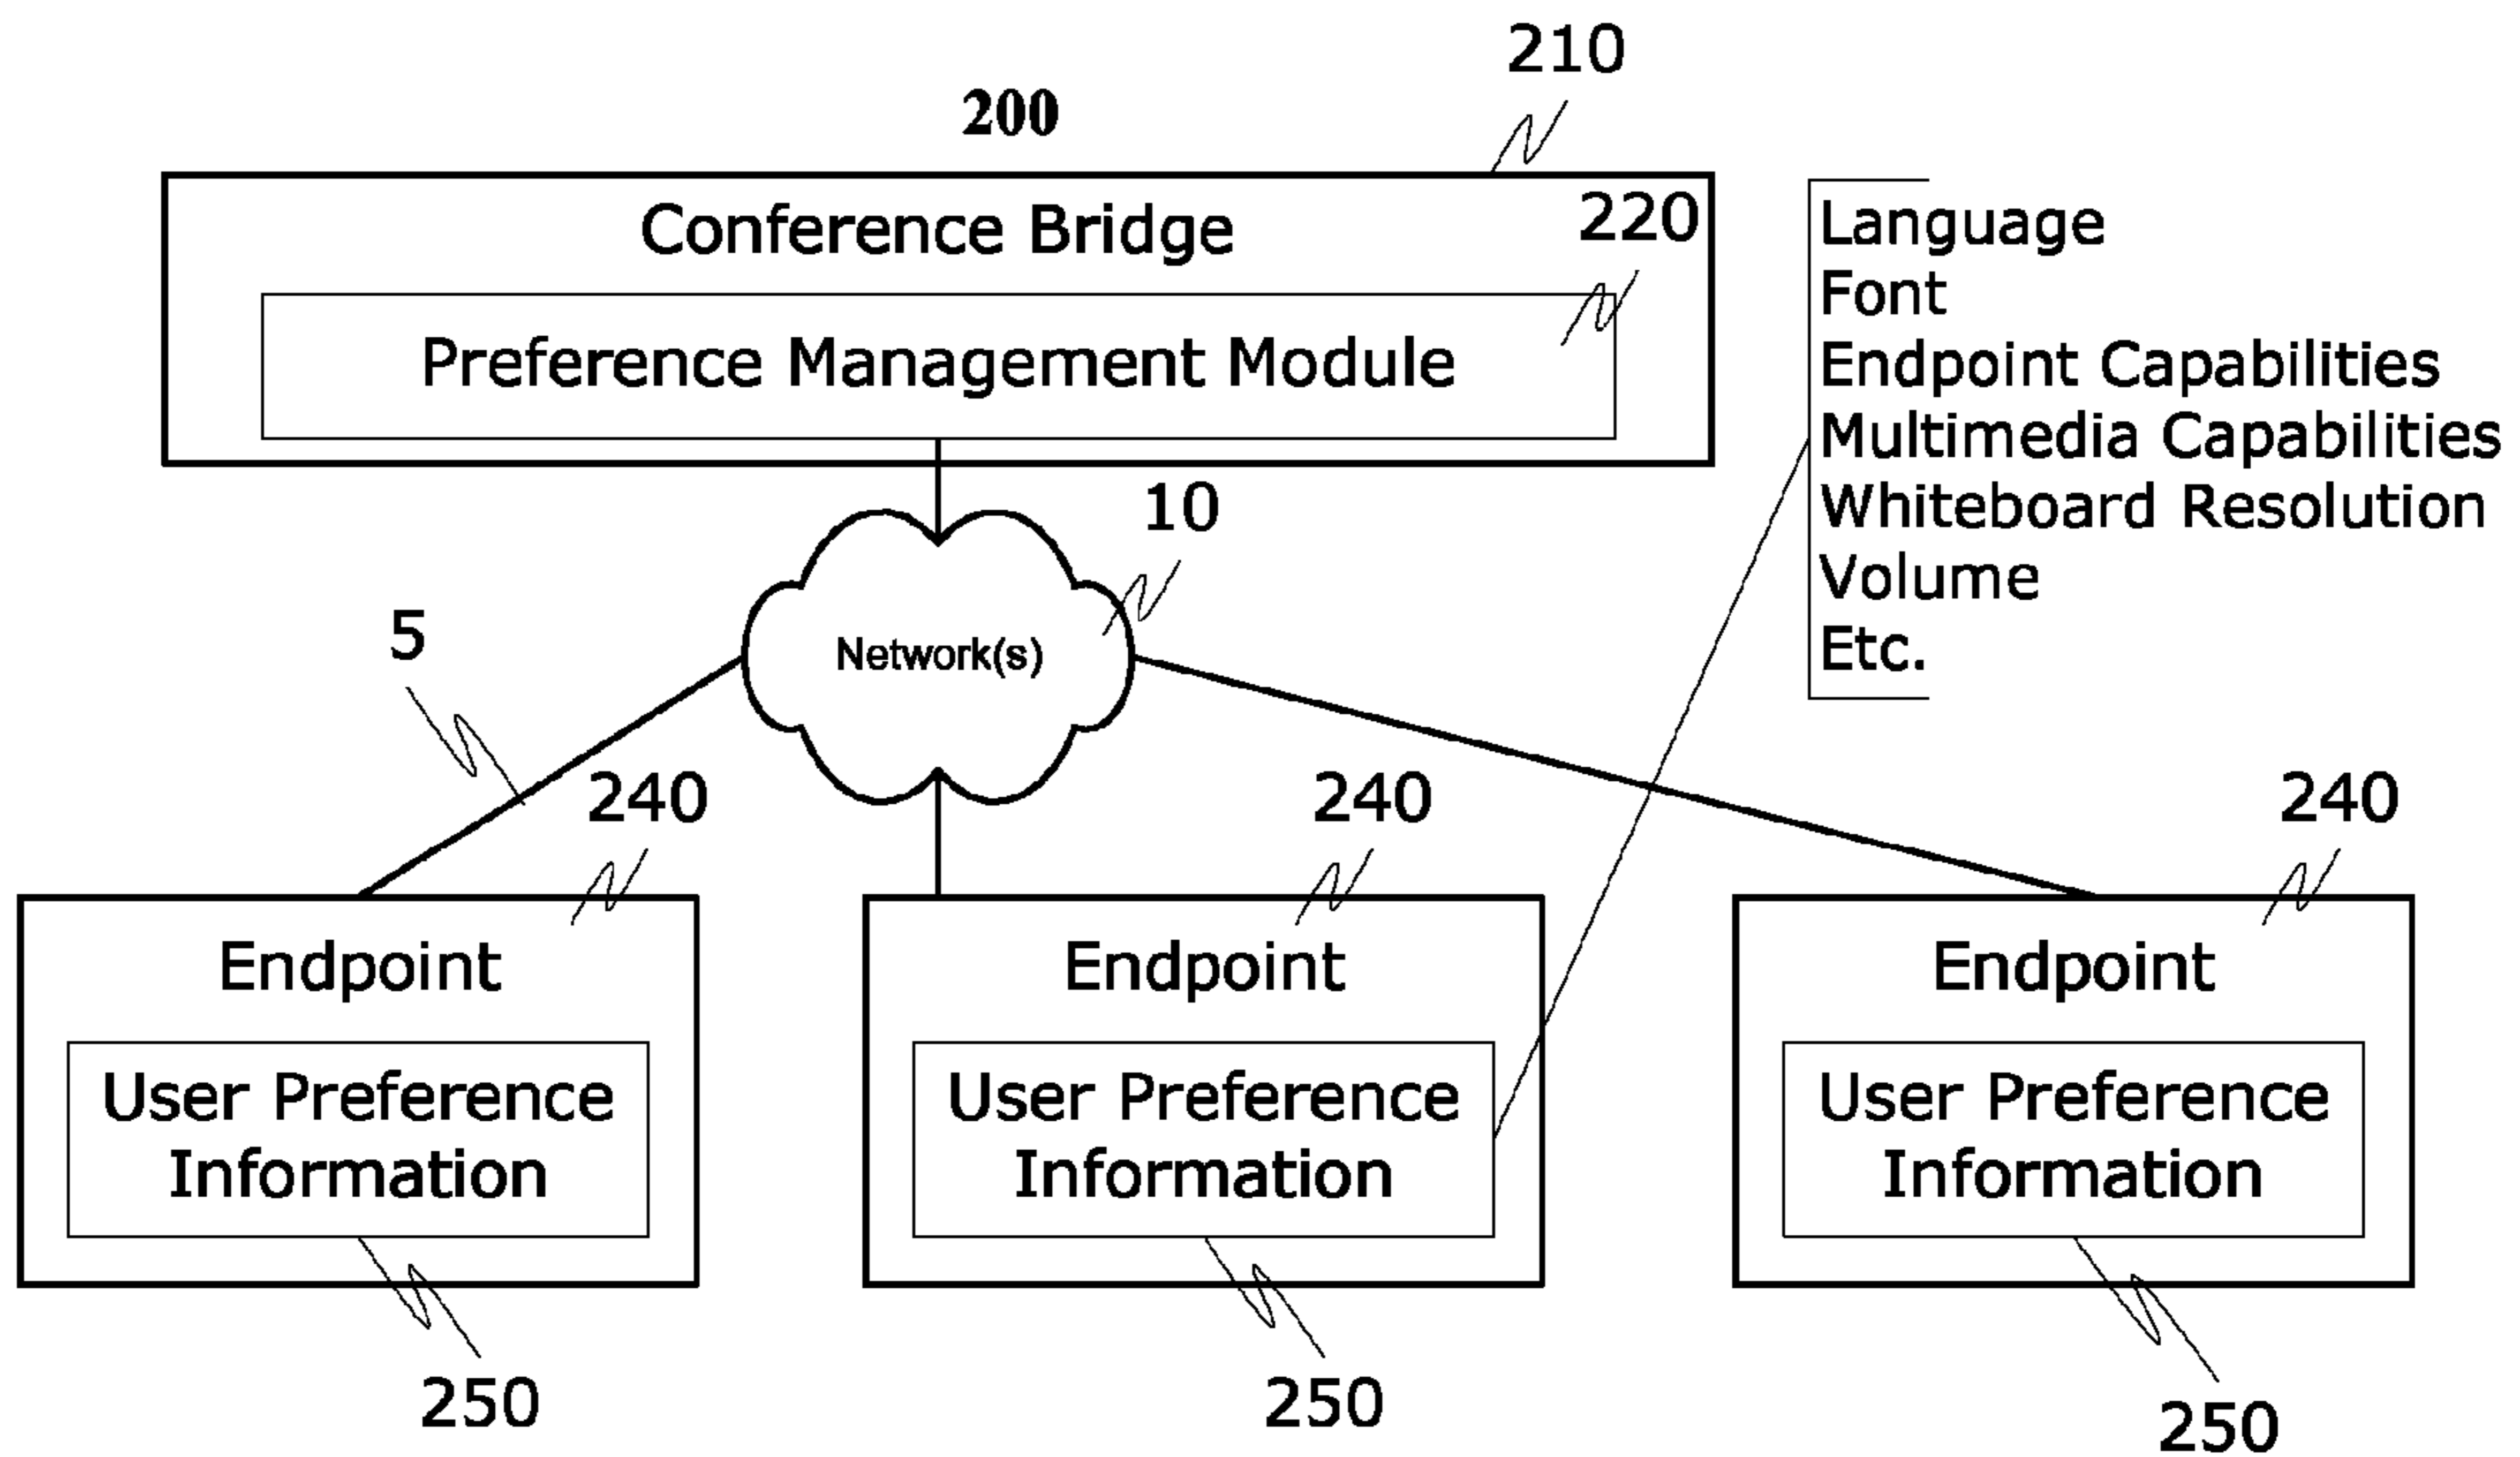 210
200
Conference Bridge
220
Preference Management Module
Language
Font
Endpoint Capabilities
Multimedia Capabilities
Whiteboard Resolution
Volume
Etc.
10
Network(s)
5
240
240
240
Endpoint
User Preference
Information
Endpoint
User Preference
Information
Endpoint
User Preference
Information
250
250
250